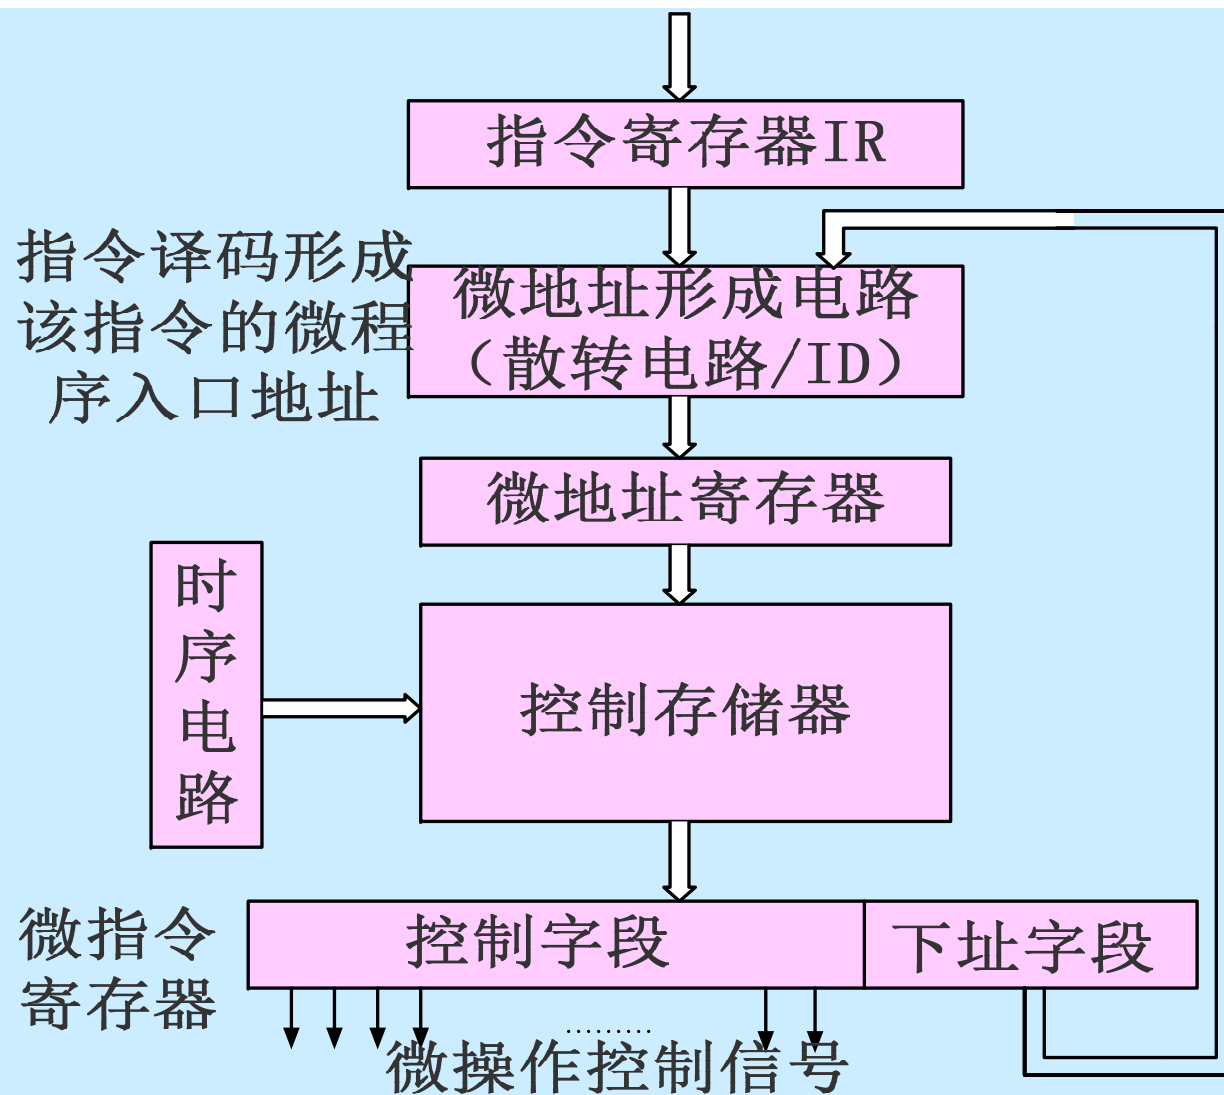 指令寄存器IR
指令译码形成
该指令的微程
序入口地址
微地址形成电路
（散转电路/ID）
微地址寄存器
时
序
电
路
控制存储器
微指令
寄存器
控制字段
下址字段
………
微操作控制信号